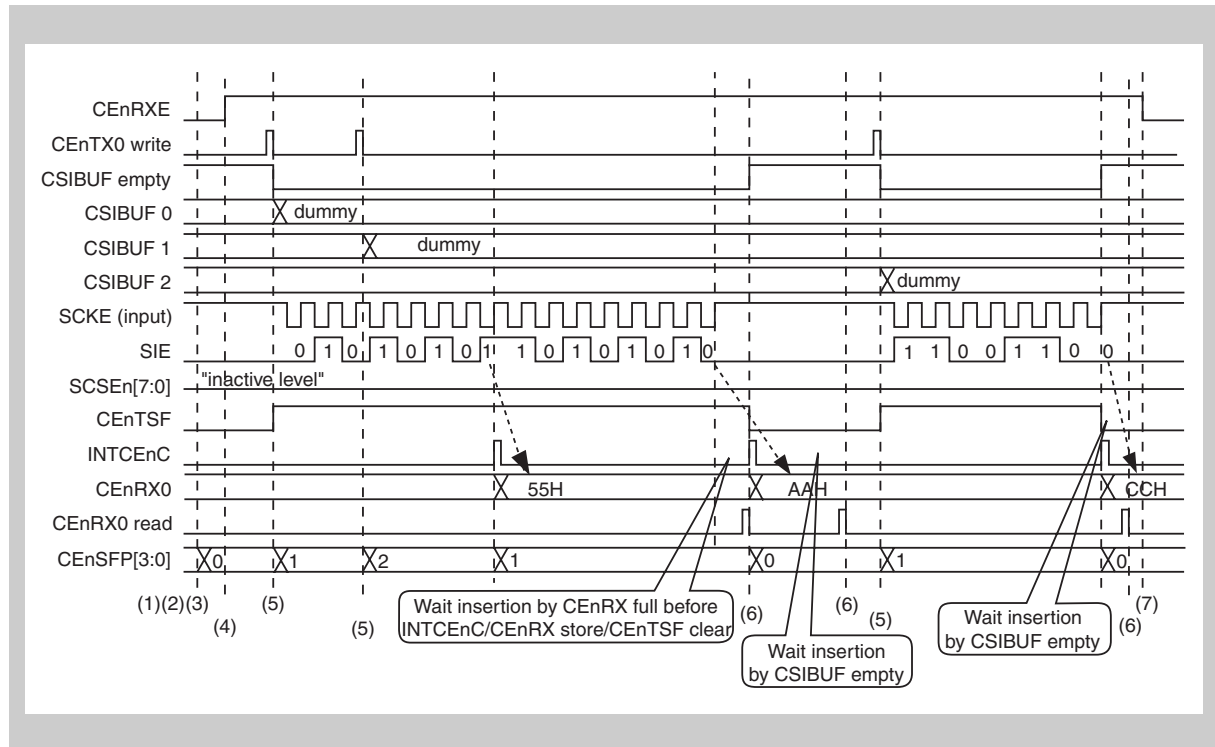 CEnRXE
CEnTX0 write
CSIBUF empty
CSIBUF 0 dummy
CSIBUF 1 dummy
CSIBUF 2 dummy
SCKE (input)
SIE 0 1 0 1 0 1 0 1 1 0 1 0 1 0 1 0 1 1 0 0 1 1 0 0
SCSEn[7:0] "inactive level"
CEnTSF
INTCEnC
CEnRX0 55H AAH CCH
CEnRX0 read
CEnSFP[3:0] 0 1 2 1 0 1 0
(1)(2)(3) (5) (6) (6) (5) (7)
(4) (5) (6)
Wait insertion by CEnRX full before
INTCEnC/CEnRX store/CEnTSF clear
Wait insertion
by CSIBUF empty
Wait insertion
by CSIBUF empty